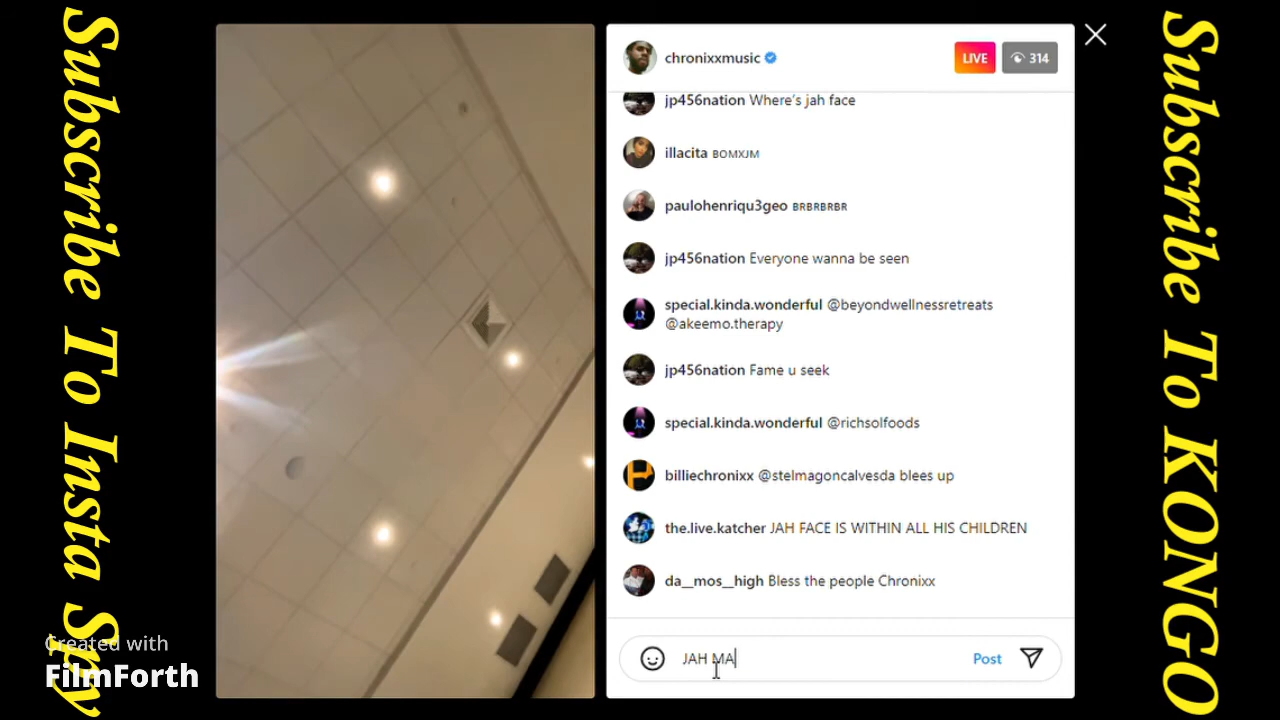 Subscribe To Insta Spy
chronixxmusic
LIVE
314
jp456nation Where's jah face
illacita BOMXJM
paulohenriqu3geo BRBRBRBR
jp456nation Everyone wanna be seen
special.kinda.wonderful @beyondwellnessretreats
@akeemo.therapy
jp456nation Fame u seek
special.kinda.wonderful @richsolfoods
billiechronixx @stelmagoncalvesda blees up
the.live.katcher JAH FACE IS WITHIN ALL HIS CHILDREN
da__mos__high Bless the people Chronixx
JAH MA
Post
Subscribe To KONGO
Created with
FilmForth